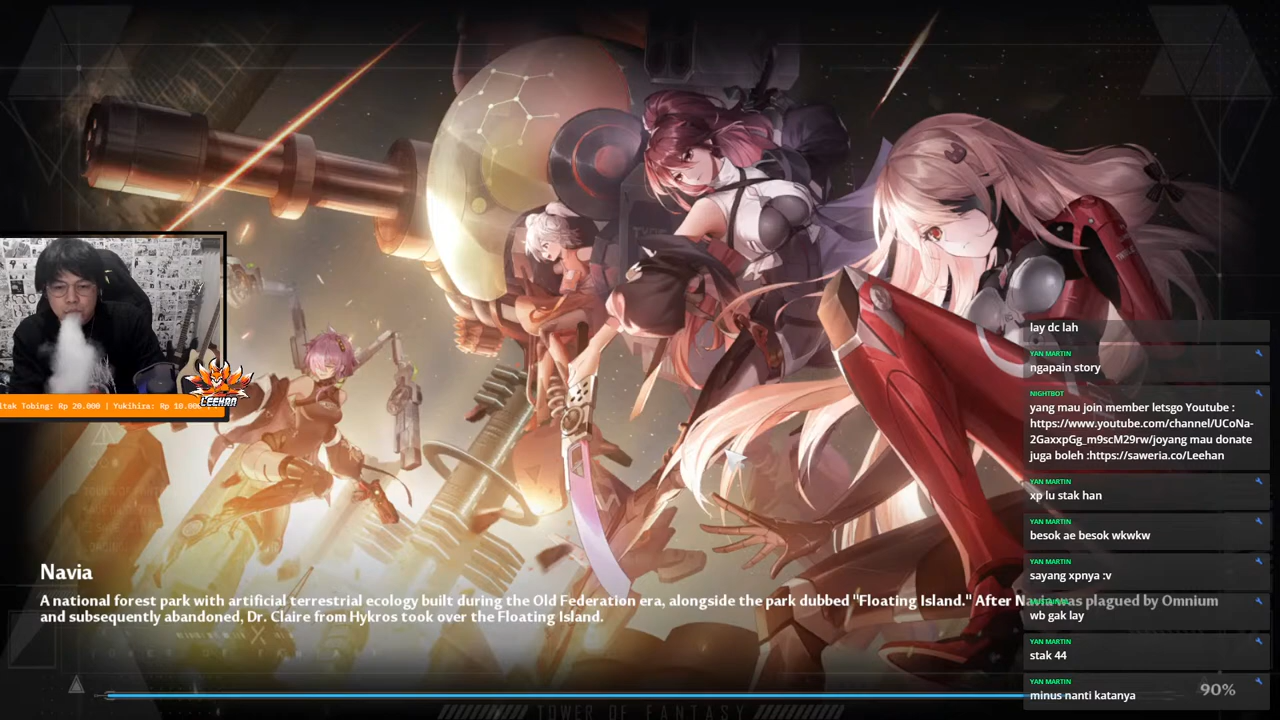 LEEHAN
ltak Tobing: Rp 20.000 | Yukihira: Rp 10.00
Navia
A national forest park with artificial terrestrial ecology built during the Old Federation era, alongside the park dubbed "Floating Island." After Navia was plagued by Omnium
and subsequently abandoned, Dr. Claire from Hykros took over the Floating Island.
90%
TOWER OF FANTASY
lay dc lah
YAN MARTIN
ngapain story
NIGHTBOT
yang mau join member letsgo Youtube :
https://www.youtube.com/channel/UCoNa-
2GaxxpGg_m9scM29rw/joyang mau donate
juga boleh :https://saweria.co/Leehan
YAN MARTIN
xp lu stak han
YAN MARTIN
besok ae besok wkwkw
YAN MARTIN
sayang xpnya :v
YAN MARTIN
wb gak lay
YAN MARTIN
stak 44
YAN MARTIN
minus nanti katanya